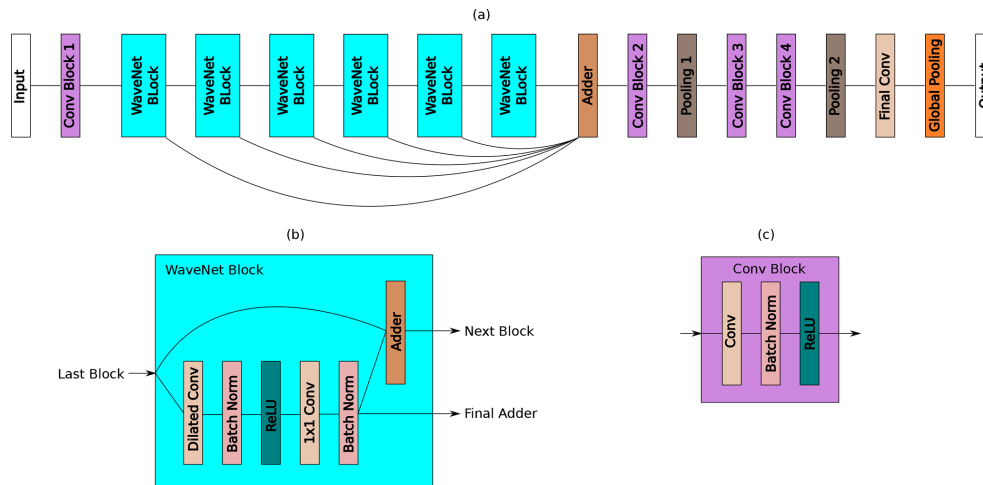 (a)
Input
Conv Block 1
WaveNet
BLock
WaveNet
BLock
WaveNet
BLock
WaveNet
BLock
WaveNet
BLock
WaveNet
BLock
Adder
Conv Block 2
Pooling 1
Conv Block 3
Conv Block 4
Pooling 2
Final Conv
Global Pooling
Output
(b)
WaveNet Block
Last Block
Dilated Conv
Batch Norm
ReLU
1x1 Conv
Batch Norm
Adder
Next Block
Final Adder
(c)
Conv Block
Conv
Batch Norm
ReLU